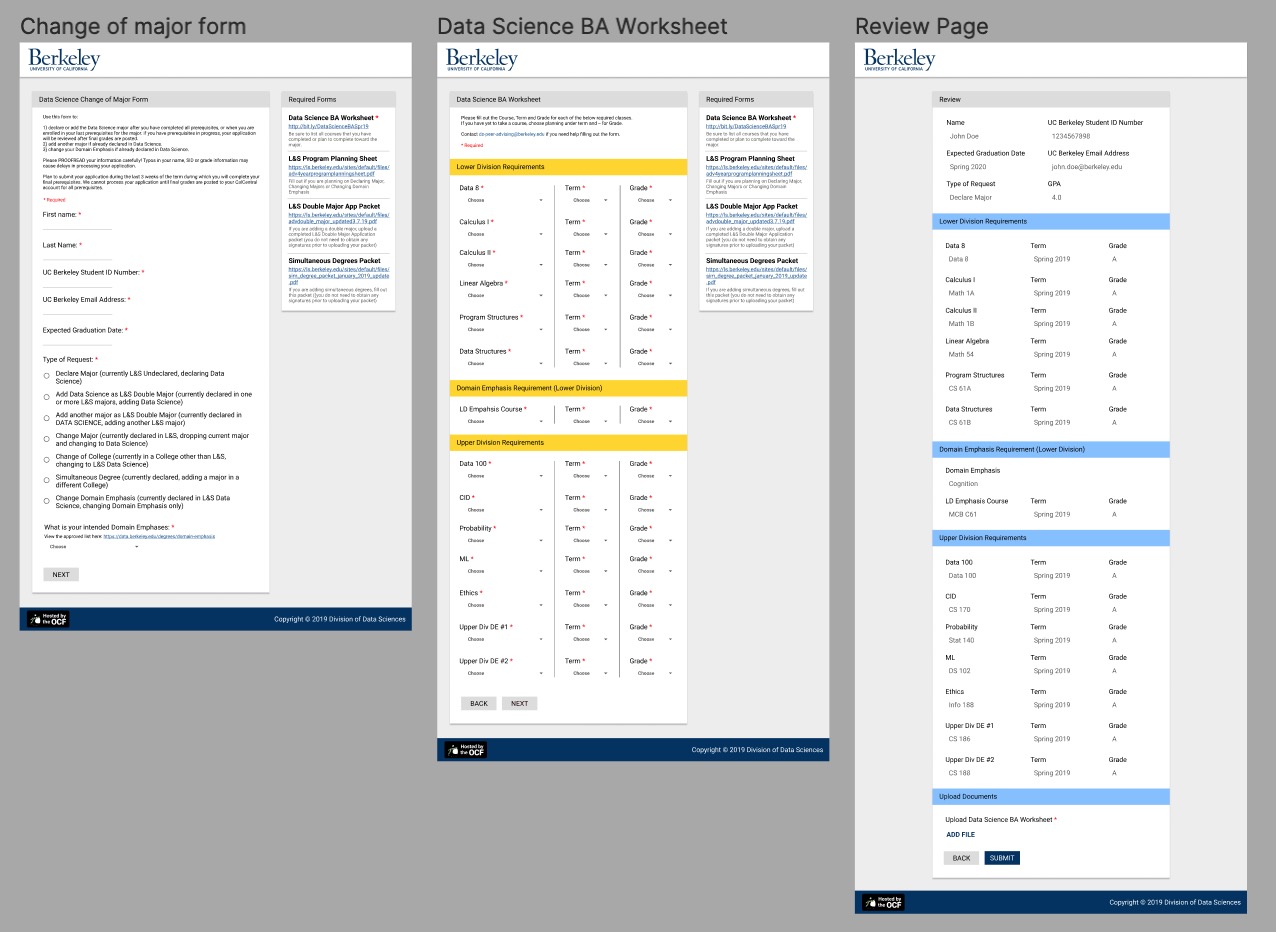 Change of major form
Berkeley
UNIVERSITY OF CALIFORNIA
Data Science Change of Major Form
Use this form to:
1) declare or add the Data Science major after you have completed all prerequisites, or when you are
enrolled in your last prerequisites for the major. If you have prerequisites in progress, your application
will be reviewed after final grades are posted.
2) add another major if already declared in Data Science.
3) change your Domain Emphasis if already declared in Data Science.
Please PROOFREAD your information carefully! Typos in your name, SID or grade information may
cause delays in processing your application.
Plan to submit your application during the last 3 weeks of the term during which you will complete your
final prerequisites. We cannot process your application until final grades are posted to your CalCentral
account for all prerequisites.
* Required
First name: *
Last Name: *
UC Berkeley Student ID Number: *
UC Berkeley Email Address: *
Expected Graduation Date: *
Type of Request: *
Declare Major (currently L&S Undeclared, declaring Data
Science)
Add Data Science as L&S Double Major (currently declared in one
or more L&S majors, adding Data Science)
Add another major as L&S Double Major (currently declared in
DATA SCIENCE, adding another L&S major)
Change Major (currently declared in L&S, dropping current major
and changing to Data Science)
Change of College (currently in a College other than L&S,
changing to L&S Data Science)
Simultaneous Degree (currently declared, adding a major in a
different College)
Change Domain Emphasis (currently declared in L&S Data
Science, changing Domain Emphasis only)
What is your intended Domain Emphases: *
View the approved list here: https://data.berkeley.edu/degrees/domain-emphasis
Choose
NEXT
Required Forms
Data Science BA Worksheet *
http://bit.ly/DataScienceBASpr19
Be sure to list all courses that you have
completed or plan to complete toward the
major.
L&S Program Planning Sheet
https://ls.berkeley.edu/sites/default/files/
adv4yearprogramplanningsheet.pdf
Fill out if you are planning on Declaring Major,
Changing Majors or Changing Domain
Emphasis
L&S Double Major App Packet
https://ls.berkeley.edu/sites/default/files/
advdouble_major_updated3.7.19.pdf
If you are adding a double major, upload a
completed L&S Double Major Application
packet (you do not need to obtain any
signatures prior to uploading your packet)
Simultaneous Degrees Packet
https://ls.berkeley.edu/sites/default/files/
sim_degree_packet_january_2019_update
.pdf
If you are adding simultaneous degrees, fill out
this packet (you do not need to obtain any
signatures prior to uploading your packet)
Hosted by
the OCF
Copyright © 2019 Division of Data Sciences
Data Science BA Worksheet
Berkeley
UNIVERSITY OF CALIFORNIA
Data Science BA Worksheet
Please fill out the Course, Term and Grade for each of the below required classes.
If you have yet to take a course, choose planning under term and -- for Grade.
Contact ds-peer-advising@berkeley.edu if you need help filling out the form.
* Required
Lower Division Requirements
Data 8 * Term * Grade *
Choose Choose Choose
Calculus I * Term * Grade *
Choose Choose Choose
Calculus II * Term * Grade *
Choose Choose Choose
Linear Algebra * Term * Grade *
Choose Choose Choose
Program Structures * Term * Grade *
Choose Choose Choose
Data Structures * Term * Grade *
Choose Choose Choose
Domain Emphasis Requirement (Lower Division)
LD Empahsis Course * Term * Grade *
Choose Choose Choose
Upper Division Requirements
Data 100 * Term * Grade *
Choose Choose Choose
CID * Term * Grade *
Choose Choose Choose
Probability * Term * Grade *
Choose Choose Choose
ML * Term * Grade *
Choose Choose Choose
Ethics * Term * Grade *
Choose Choose Choose
Upper Div DE #1 * Term * Grade *
Choose Choose Choose
Upper Div DE #2 * Term * Grade *
Choose Choose Choose
BACK NEXT
Required Forms
Data Science BA Worksheet *
http://bit.ly/DataScienceBASpr19
Be sure to list all courses that you have
completed or plan to complete toward the
major.
L&S Program Planning Sheet
https://ls.berkeley.edu/sites/default/files/
adv4yearprogramplanningsheet.pdf
Fill out if you are planning on Declaring Major,
Changing Majors or Changing Domain
Emphasis
L&S Double Major App Packet
https://ls.berkeley.edu/sites/default/files/
advdouble_major_updated3.7.19.pdf
If you are adding a double major, upload a
completed L&S Double Major Application
packet (you do not need to obtain any
signatures prior to uploading your packet)
Simultaneous Degrees Packet
https://ls.berkeley.edu/sites/default/files/
sim_degree_packet_january_2019_update
.pdf
If you are adding simultaneous degrees, fill out
this packet (you do not need to obtain any
signatures prior to uploading your packet)
Hosted by
the OCF
Copyright © 2019 Division of Data Sciences
Review Page
Berkeley
UNIVERSITY OF CALIFORNIA
Review
Name UC Berkeley Student ID Number
John Doe 1234567898
Expected Graduation Date UC Berkeley Email Address
Spring 2020 john.doe@berkeley.edu
Type of Request GPA
Declare Major 4.0
Lower Division Requirements
Data 8 Term Grade
Data 8 Spring 2019 A
Calculus I Term Grade
Math 1A Spring 2019 A
Calculus II Term Grade
Math 1B Spring 2019 A
Linear Algebra Term Grade
Math 54 Spring 2019 A
Program Structures Term Grade
CS 61A Spring 2019 A
Data Structures Term Grade
CS 61B Spring 2019 A
Domain Emphasis Requirement (Lower Division)
Domain Emphasis
Cognition
LD Emphasis Course Term Grade
MCB C61 Spring 2019 A
Upper Division Requirements
Data 100 Term Grade
Data 100 Spring 2019 A
CID Term Grade
CS 170 Spring 2019 A
Probability Term Grade
Stat 140 Spring 2019 A
ML Term Grade
DS 102 Spring 2019 A
Ethics Term Grade
Info 188 Spring 2019 A
Upper Div DE #1 Term Grade
CS 186 Spring 2019 A
Upper Div DE #2 Term Grade
CS 188 Spring 2019 A
Upload Documents
Upload Data Science BA Worksheet *
ADD FILE
BACK SUBMIT
Hosted by
the OCF
Copyright © 2019 Division of Data Sciences